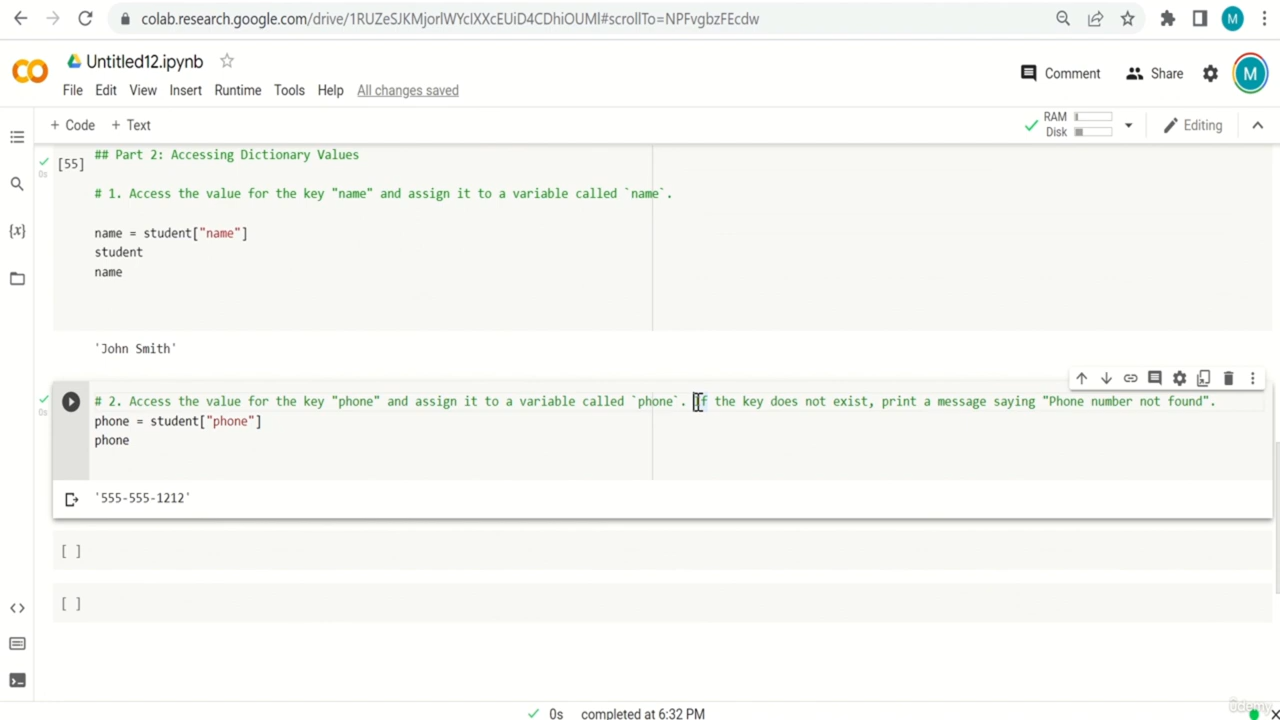 colab.research.google.com/drive/1RUZeSJKMjorlWYcIXXcEUiD4CDhiOUMl#scrollTo=NPFvgbzFEcdw
M
Untitled12.ipynb
Comment
Share
M
File Edit View Insert Runtime Tools Help All changes saved
+ Code + Text
RAM
Disk
Editing
[55]
0s
## Part 2: Accessing Dictionary Values
# 1. Access the value for the key "name" and assign it to a variable called `name`.
name = student["name"]
student
name
'John Smith'
0s
# 2. Access the value for the key "phone" and assign it to a variable called `phone`. If the key does not exist, print a message saying "Phone number not found".
phone = student["phone"]
phone
'555-555-1212'
[ ]
[ ]
0s completed at 6:32 PM
ûdemy